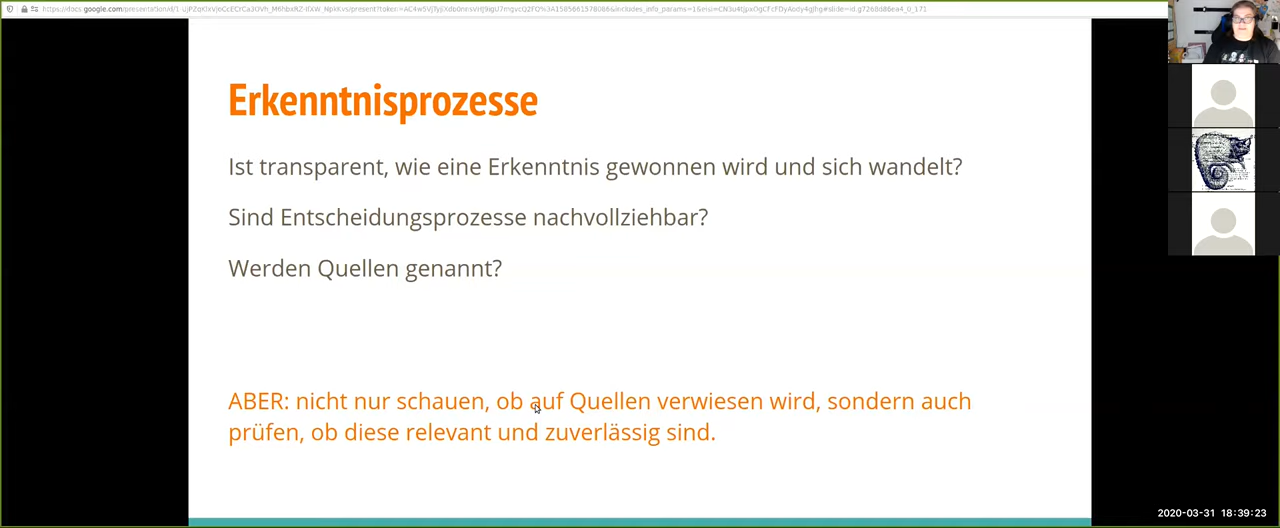 Erkenntnisprozesse
Ist transparent, wie eine Erkenntnis gewonnen wird und sich wandelt?
Sind Entscheidungsprozesse nachvollziehbar?
Werden Quellen genannt?
ABER: nicht nur schauen, ob auf Quellen verwiesen wird, sondern auch
prüfen, ob diese relevant und zuverlässig sind.
2020-03-31 18:39:23